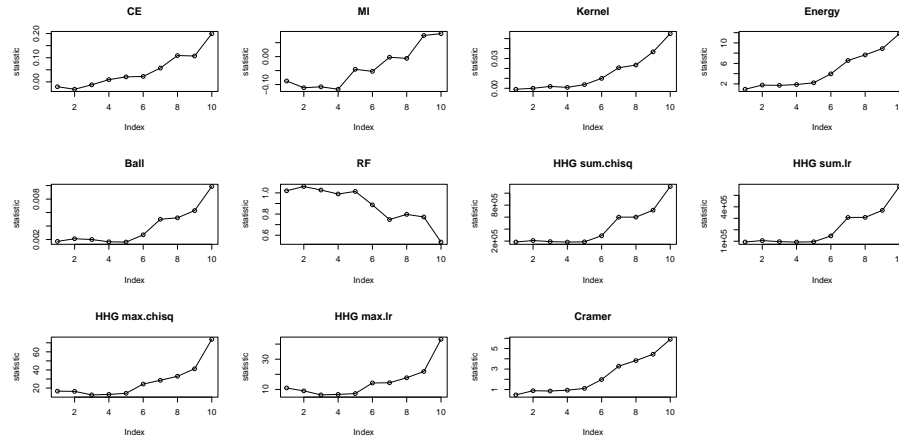 CE
statistic
0.00 0.10 0.20
2 4 6 8 10
Index
MI
statistic
−0.10 0.00
2 4 6 8 10
Index
Kernel
statistic
0.00 0.03
2 4 6 8 10
Index
Energy
statistic
2 6 10
2 4 6 8 10
Index
Ball
statistic
0.002 0.008
2 4 6 8 10
Index
RF
statistic
0.6 0.8 1.0
2 4 6 8 10
Index
HHG sum.chisq
statistic
2e+05 8e+05
2 4 6 8 10
Index
HHG sum.lr
statistic
1e+05 4e+05
2 4 6 8 10
Index
HHG max.chisq
statistic
20 40 60
2 4 6 8 10
Index
HHG max.lr
statistic
10 30
2 4 6 8 10
Index
Cramer
statistic
1 3 5
2 4 6 8 10
Index